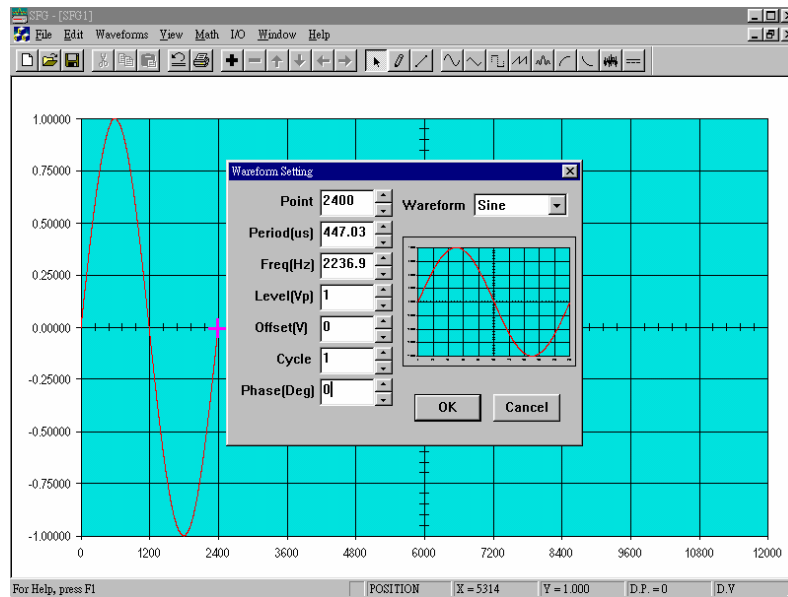 SFG - [SFG1]
File Edit Waveforms View Math I/O Window Help
1.00000
0.75000
0.50000
0.25000
0.00000
-0.25000
-0.50000
-0.75000
-1.00000
0 1200 2400 3600 4800 6000 7200 8400 9600 10800 12000
Waveform Setting
Point 2400
Period(us) 447.03
Freq(Hz) 2236.9
Level(Vp) 1
Offset(V) 0
Cycle 1
Phase(Deg) 0
Waveform Sine
OK Cancel
For Help, press F1 POSITION X = 5314 Y = 1.000 D.P. = 0 D.V